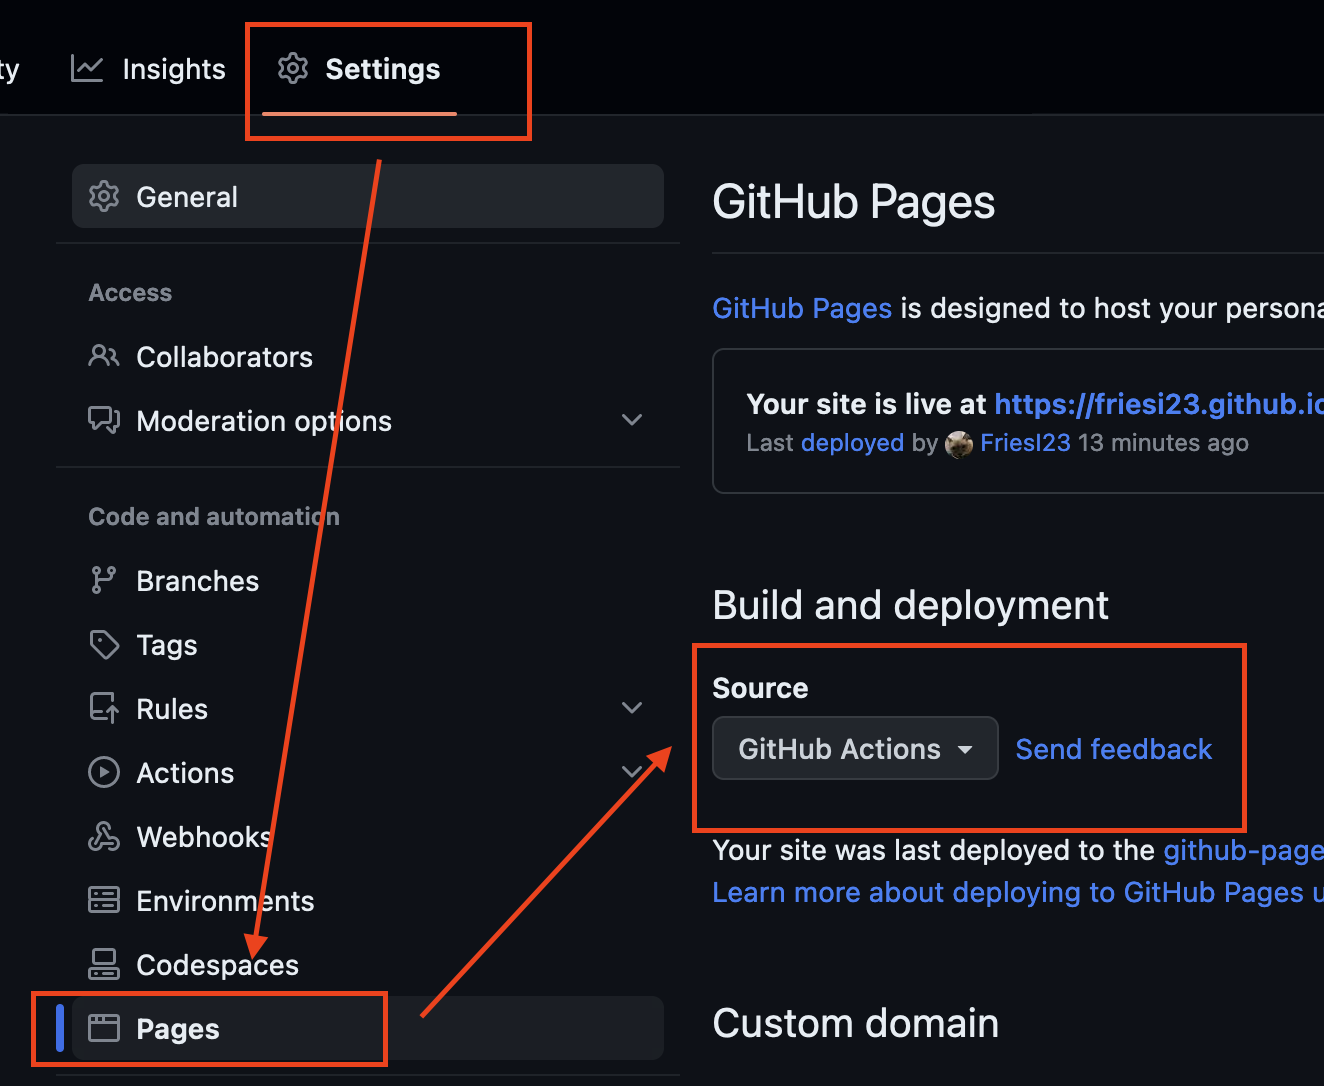 ty Insights Settings
General
Access
Collaborators
Moderation options
Code and automation
Branches
Tags
Rules
Actions
Webhooks
Environments
Codespaces
Pages
GitHub Pages
GitHub Pages is designed to host your persona
Your site is live at https://friesi23.github.io
Last deployed by FriesI23 13 minutes ago
Build and deployment
Source
GitHub Actions Send feedback
Your site was last deployed to the github-page
Learn more about deploying to GitHub Pages u
Custom domain